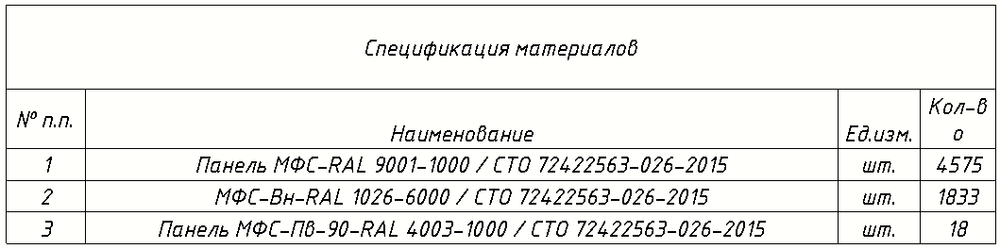 Спецификация материалов
№ п.п. Наименование Ед.изм. Кол-во
1 Панель МФС-RAL 9001-1000 / СТО 72422563-026-2015 шт. 4575
2 МФС-Вн-RAL 1026-6000 / СТО 72422563-026-2015 шт. 1833
3 Панель МФС-Пв-90-RAL 4003-1000 / СТО 72422563-026-2015 шт. 18